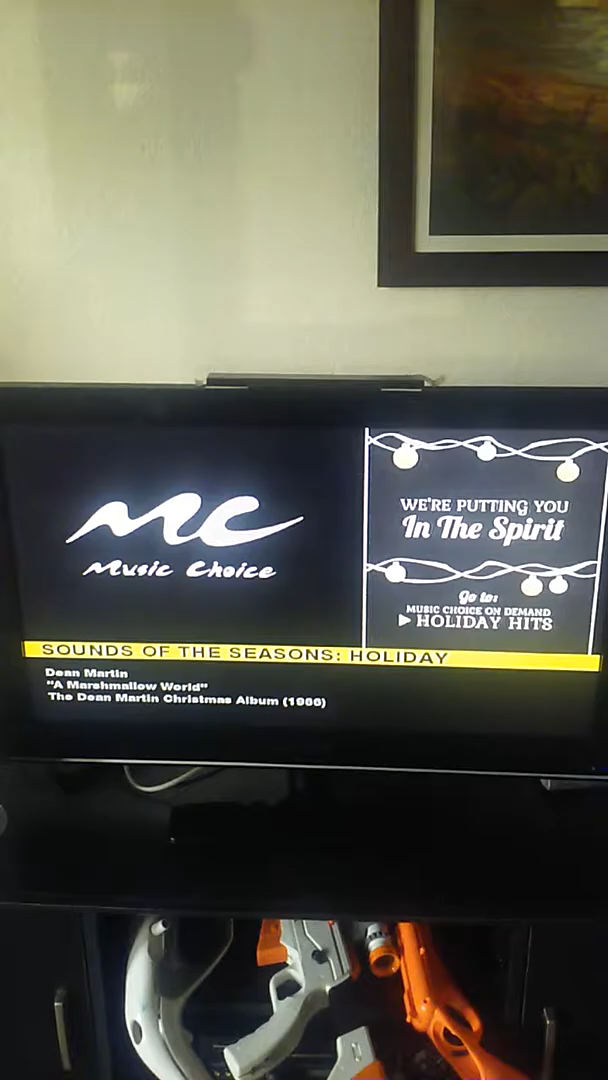 MC
Music Choice
WE'RE PUTTING YOU
In The Spirit
Go to:
MUSIC CHOICE ON DEMAND
▶ HOLIDAY HITS
SOUNDS OF THE SEASONS: HOLIDAY
Dean Martin
"A Marshmallow World"
The Dean Martin Christmas Album (1966)